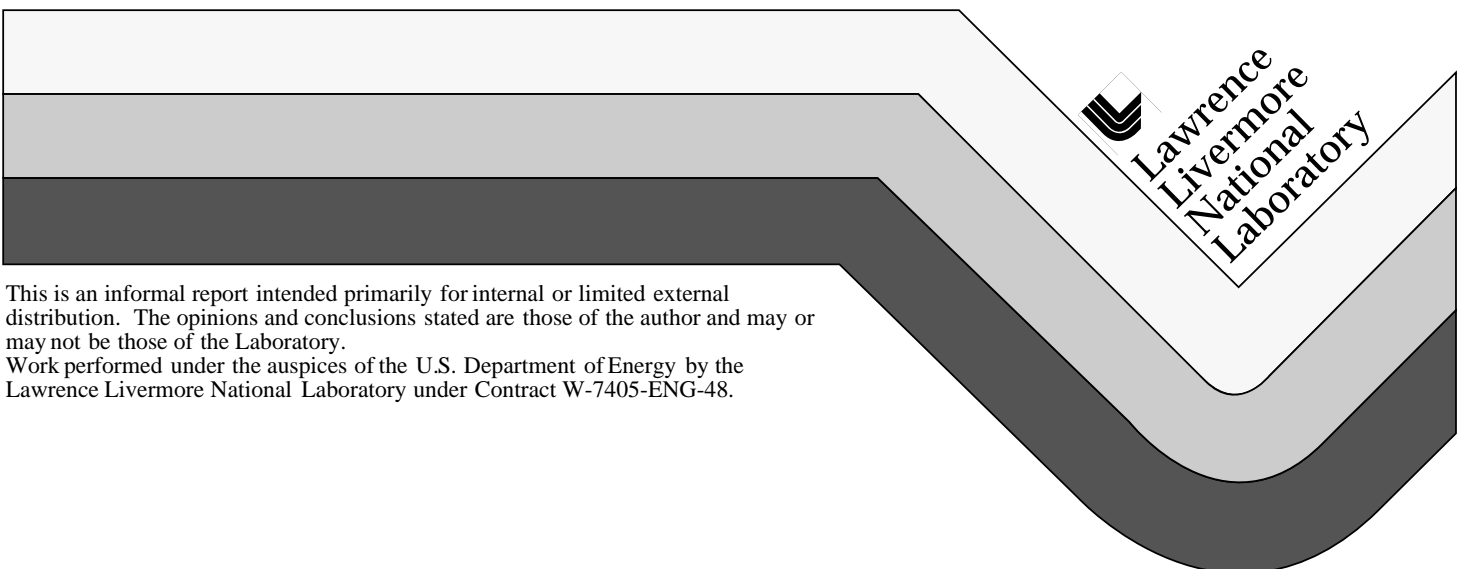 Lawrence
Livermore
National
Laboratory
This is an informal report intended primarily for internal or limited external
distribution. The opinions and conclusions stated are those of the author and may or
may not be those of the Laboratory.
Work performed under the auspices of the U.S. Department of Energy by the
Lawrence Livermore National Laboratory under Contract W-7405-ENG-48.